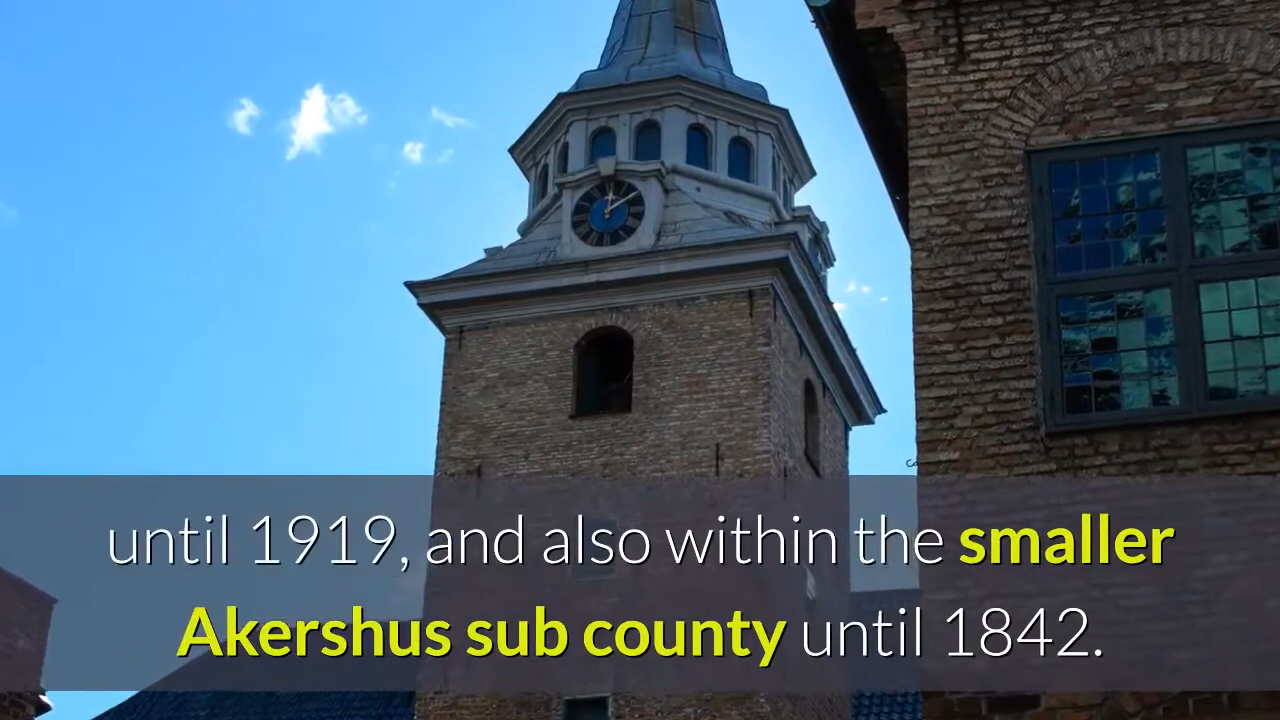 until 1919, and also within the smaller
Akershus sub county until 1842.